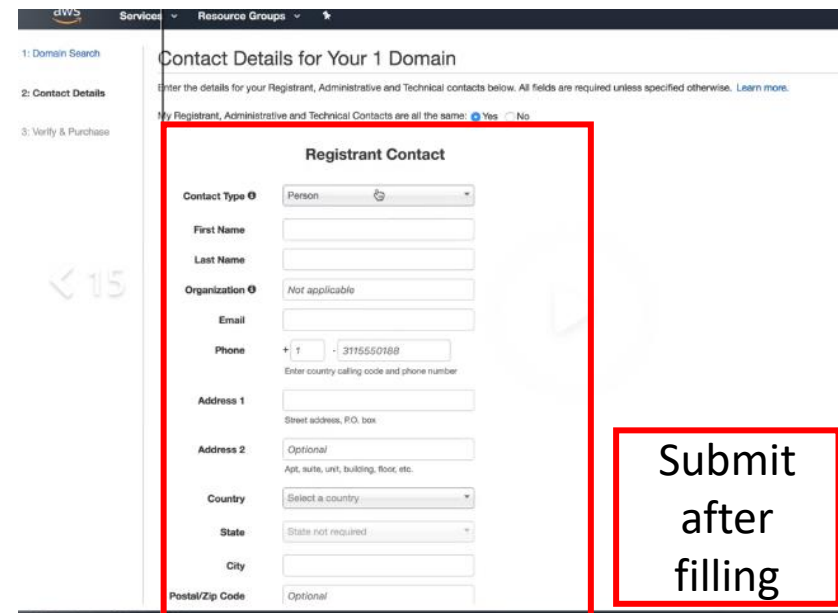 aws Services Resource Groups
1: Domain Search
2: Contact Details
3: Verify & Purchase
Contact Details for Your 1 Domain
Enter the details for your Registrant, Administrative and Technical contacts below. All fields are required unless specified otherwise. Learn more.
My Registrant, Administrative and Technical Contacts are all the same: Yes No
Registrant Contact
Contact Type Person
First Name
Last Name
Organization Not applicable
Email
Phone + 1 - 3115550188
Enter country calling code and phone number
Address 1
Street address, P.O. box
Address 2 Optional
Apt, suite, unit, building, floor, etc.
Country Select a country
State State not required
City
Postal/Zip Code Optional
15
Submit
after
filling